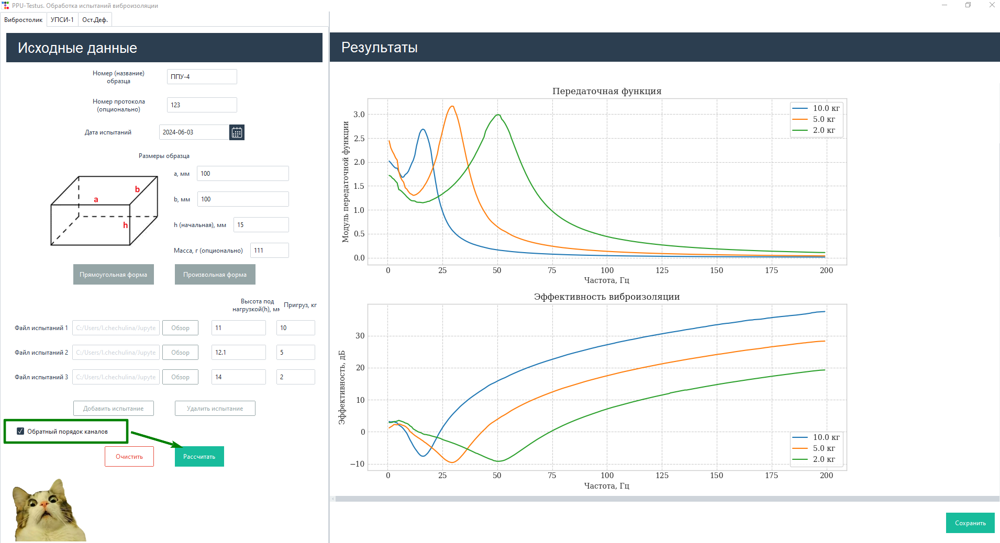 PPU-Testus. Обработка испытаний виброизоляции
Вибростолик
УПСИ-1
Ост.Деф.
Исходные данные
Номер (название)
образца
ППУ-4
Номер протокола
(опционально)
123
Дата испытаний
2024-06-03
Размеры образца
a
b
h
a, мм
100
b, мм
100
h (начальная), мм
15
Масса, г (опционально)
111
Прямоугольная форма
Произвольная форма
Высота под
нагрузкой(h), мм
Пригруз, кг
Файл испытаний 1
C:/Users/l.chechulina/Jupyte
Обзор
11
10
Файл испытаний 2
C:/Users/l.chechulina/Jupyte
Обзор
12.1
5
Файл испытаний 3
C:/Users/l.chechulina/Jupyte
Обзор
14
2
Добавить испытание
Удалить испытание
Обратный порядок каналов
Очистить
Рассчитать
Результаты
Передаточная функция
Модуль передаточной функции
3.0
2.5
2.0
1.5
1.0
0.5
0.0
10.0 кг
5.0 кг
2.0 кг
0 25 50 75 100 125 150 175 200
Частота, Гц
Эффективность виброизоляции
Эффективность, дБ
30
20
10
0
−10
10.0 кг
5.0 кг
2.0 кг
0 25 50 75 100 125 150 175 200
Частота, Гц
Сохранить